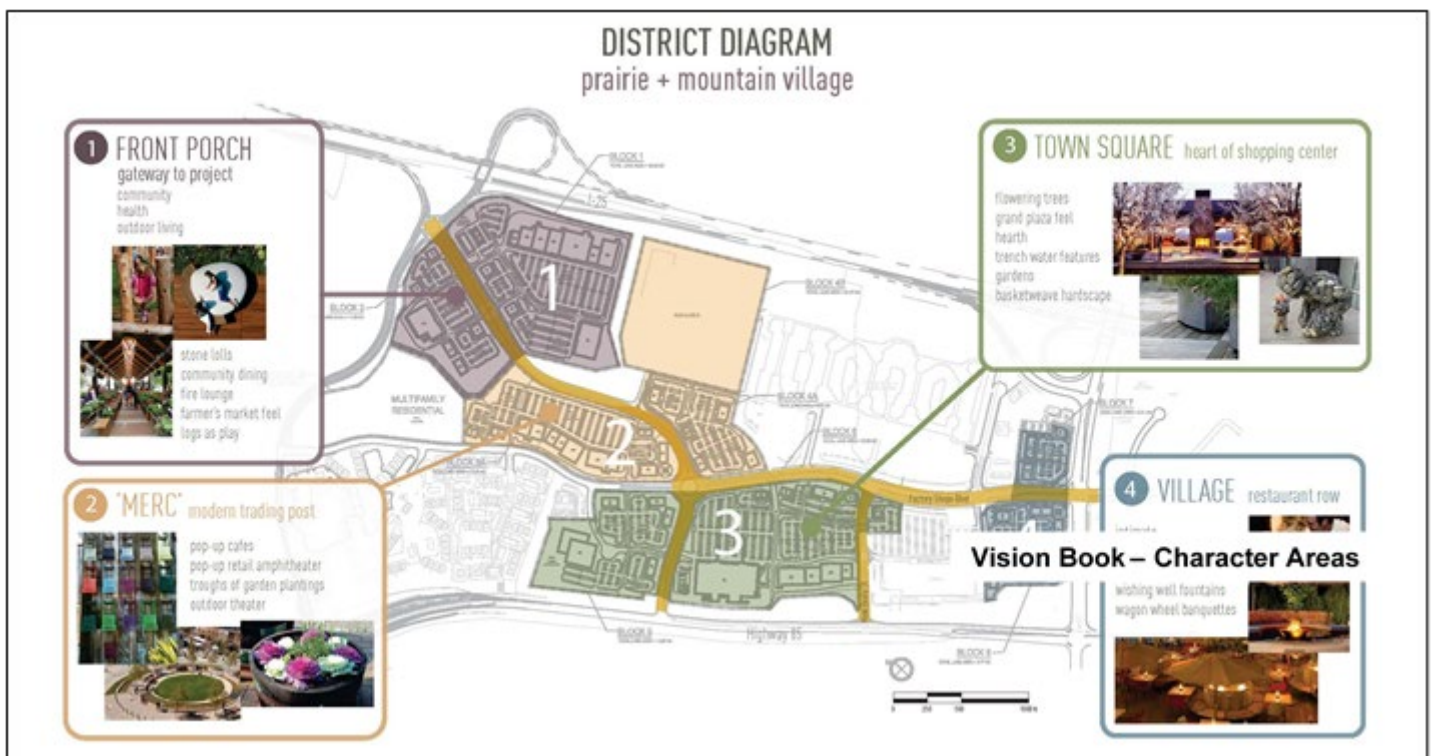 DISTRICT DIAGRAM
prairie + mountain village
1 FRONT PORCH
gateway to project
community
health
outdoor living
stone lolls
community dining
fire lounge
farmer's market feel
logs as play
2 'MERC' modern trading post
pop-up cafes
pop-up retail amphitheater
troughs of garden plantings
outdoor theater
3 TOWN SQUARE heart of shopping center
flowering trees
grand plaza feel
hearth
trench water features
gardens
basketweave hardscape
4 VILLAGE restaurant row
Vision Book – Character Areas
wishing well fountains
wagon wheel banquettes
BLOCK 1
I-25
1
BLOCK 2
MULTIFAMILY
RESIDENTIAL
2
BLOCK 4A
BLOCK 7
3
BLOCK 5
Highway 85
BLOCK 8